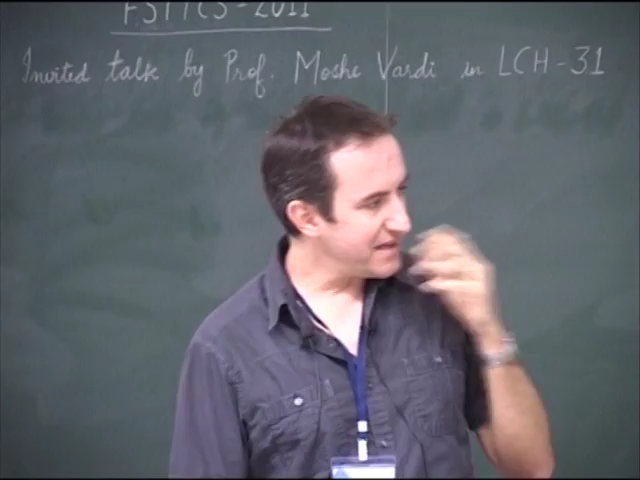 FSTTCS-2011
Invited talk by Prof. Moshe Vardi in LCH-31